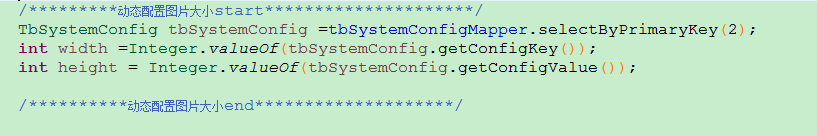 /*********动态配置图片大小start*********************/
TbSystemConfig tbSystemConfig =tbSystemConfigMapper.selectByPrimaryKey(2);
int width =Integer.valueOf(tbSystemConfig.getConfigKey());
int height = Integer.valueOf(tbSystemConfig.getConfigValue());
/**********动态配置图片大小end********************/